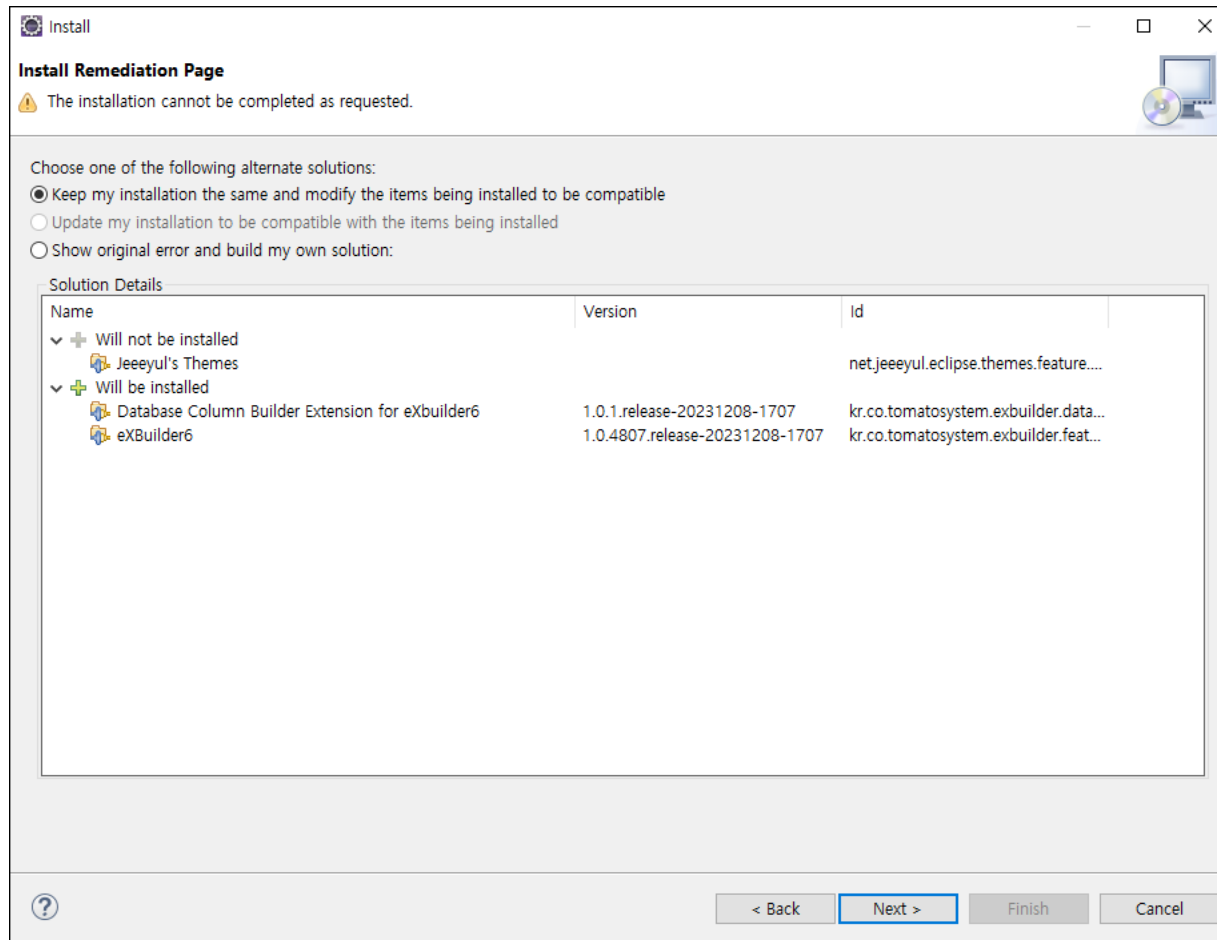 Install
Install Remediation Page
The installation cannot be completed as requested.
Choose one of the following alternate solutions:
Keep my installation the same and modify the items being installed to be compatible
Update my installation to be compatible with the items being installed
Show original error and build my own solution:
Solution Details
Name Version Id
Will not be installed
Jeeeyul's Themes net.jeeeyul.eclipse.themes.feature....
Will be installed
Database Column Builder Extension for eXbuilder6 1.0.1.release-20231208-1707 kr.co.tomatosystem.exbuilder.data...
eXBuilder6 1.0.4807.release-20231208-1707 kr.co.tomatosystem.exbuilder.feat...
? < Back Next > Finish Cancel